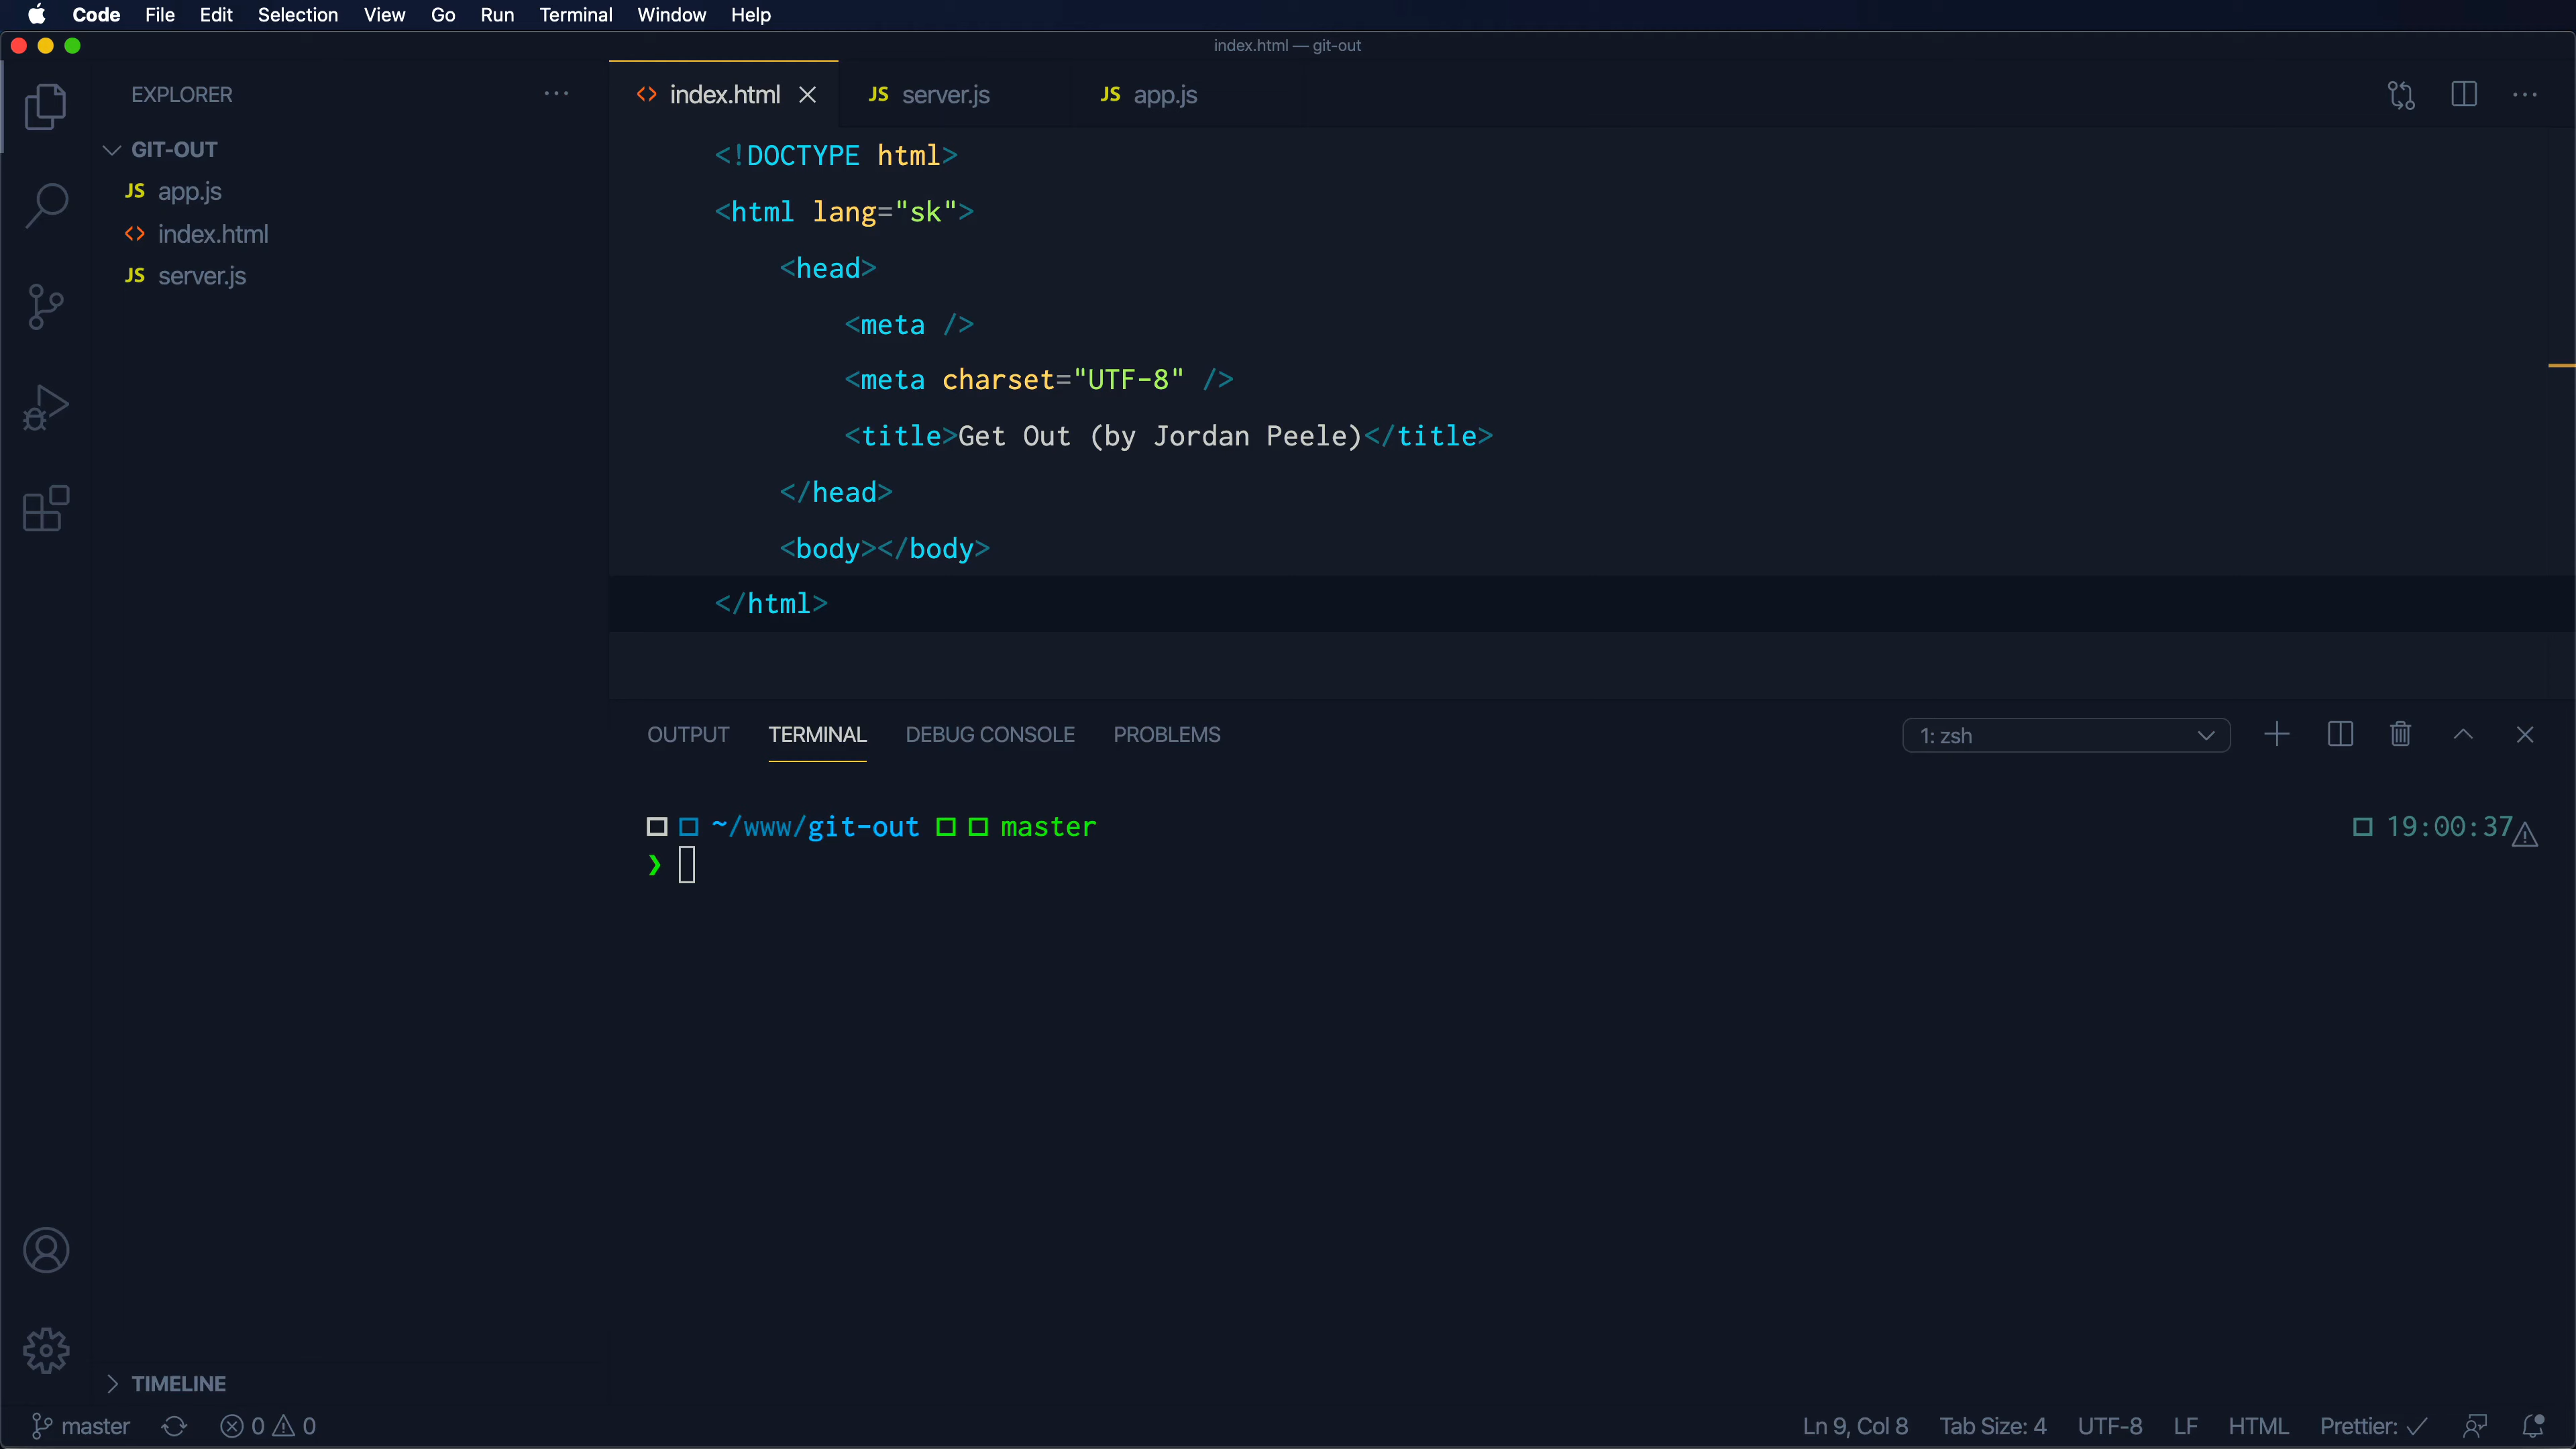 Code File Edit Selection View Go Run Terminal Window Help
index.html — git-out
EXPLORER
GIT-OUT
JS app.js
<> index.html
JS server.js
<> index.html
JS server.js
JS app.js
<!DOCTYPE html>
<html lang="sk">
<head>
<meta />
<meta charset="UTF-8" />
<title>Get Out (by Jordan Peele)</title>
</head>
<body></body>
</html>
OUTPUT TERMINAL DEBUG CONSOLE PROBLEMS
1: zsh
~/www/git-out master 19:00:37
❯
TIMELINE
master 0 0
Ln 9, Col 8 Tab Size: 4 UTF-8 LF HTML Prettier: ✓